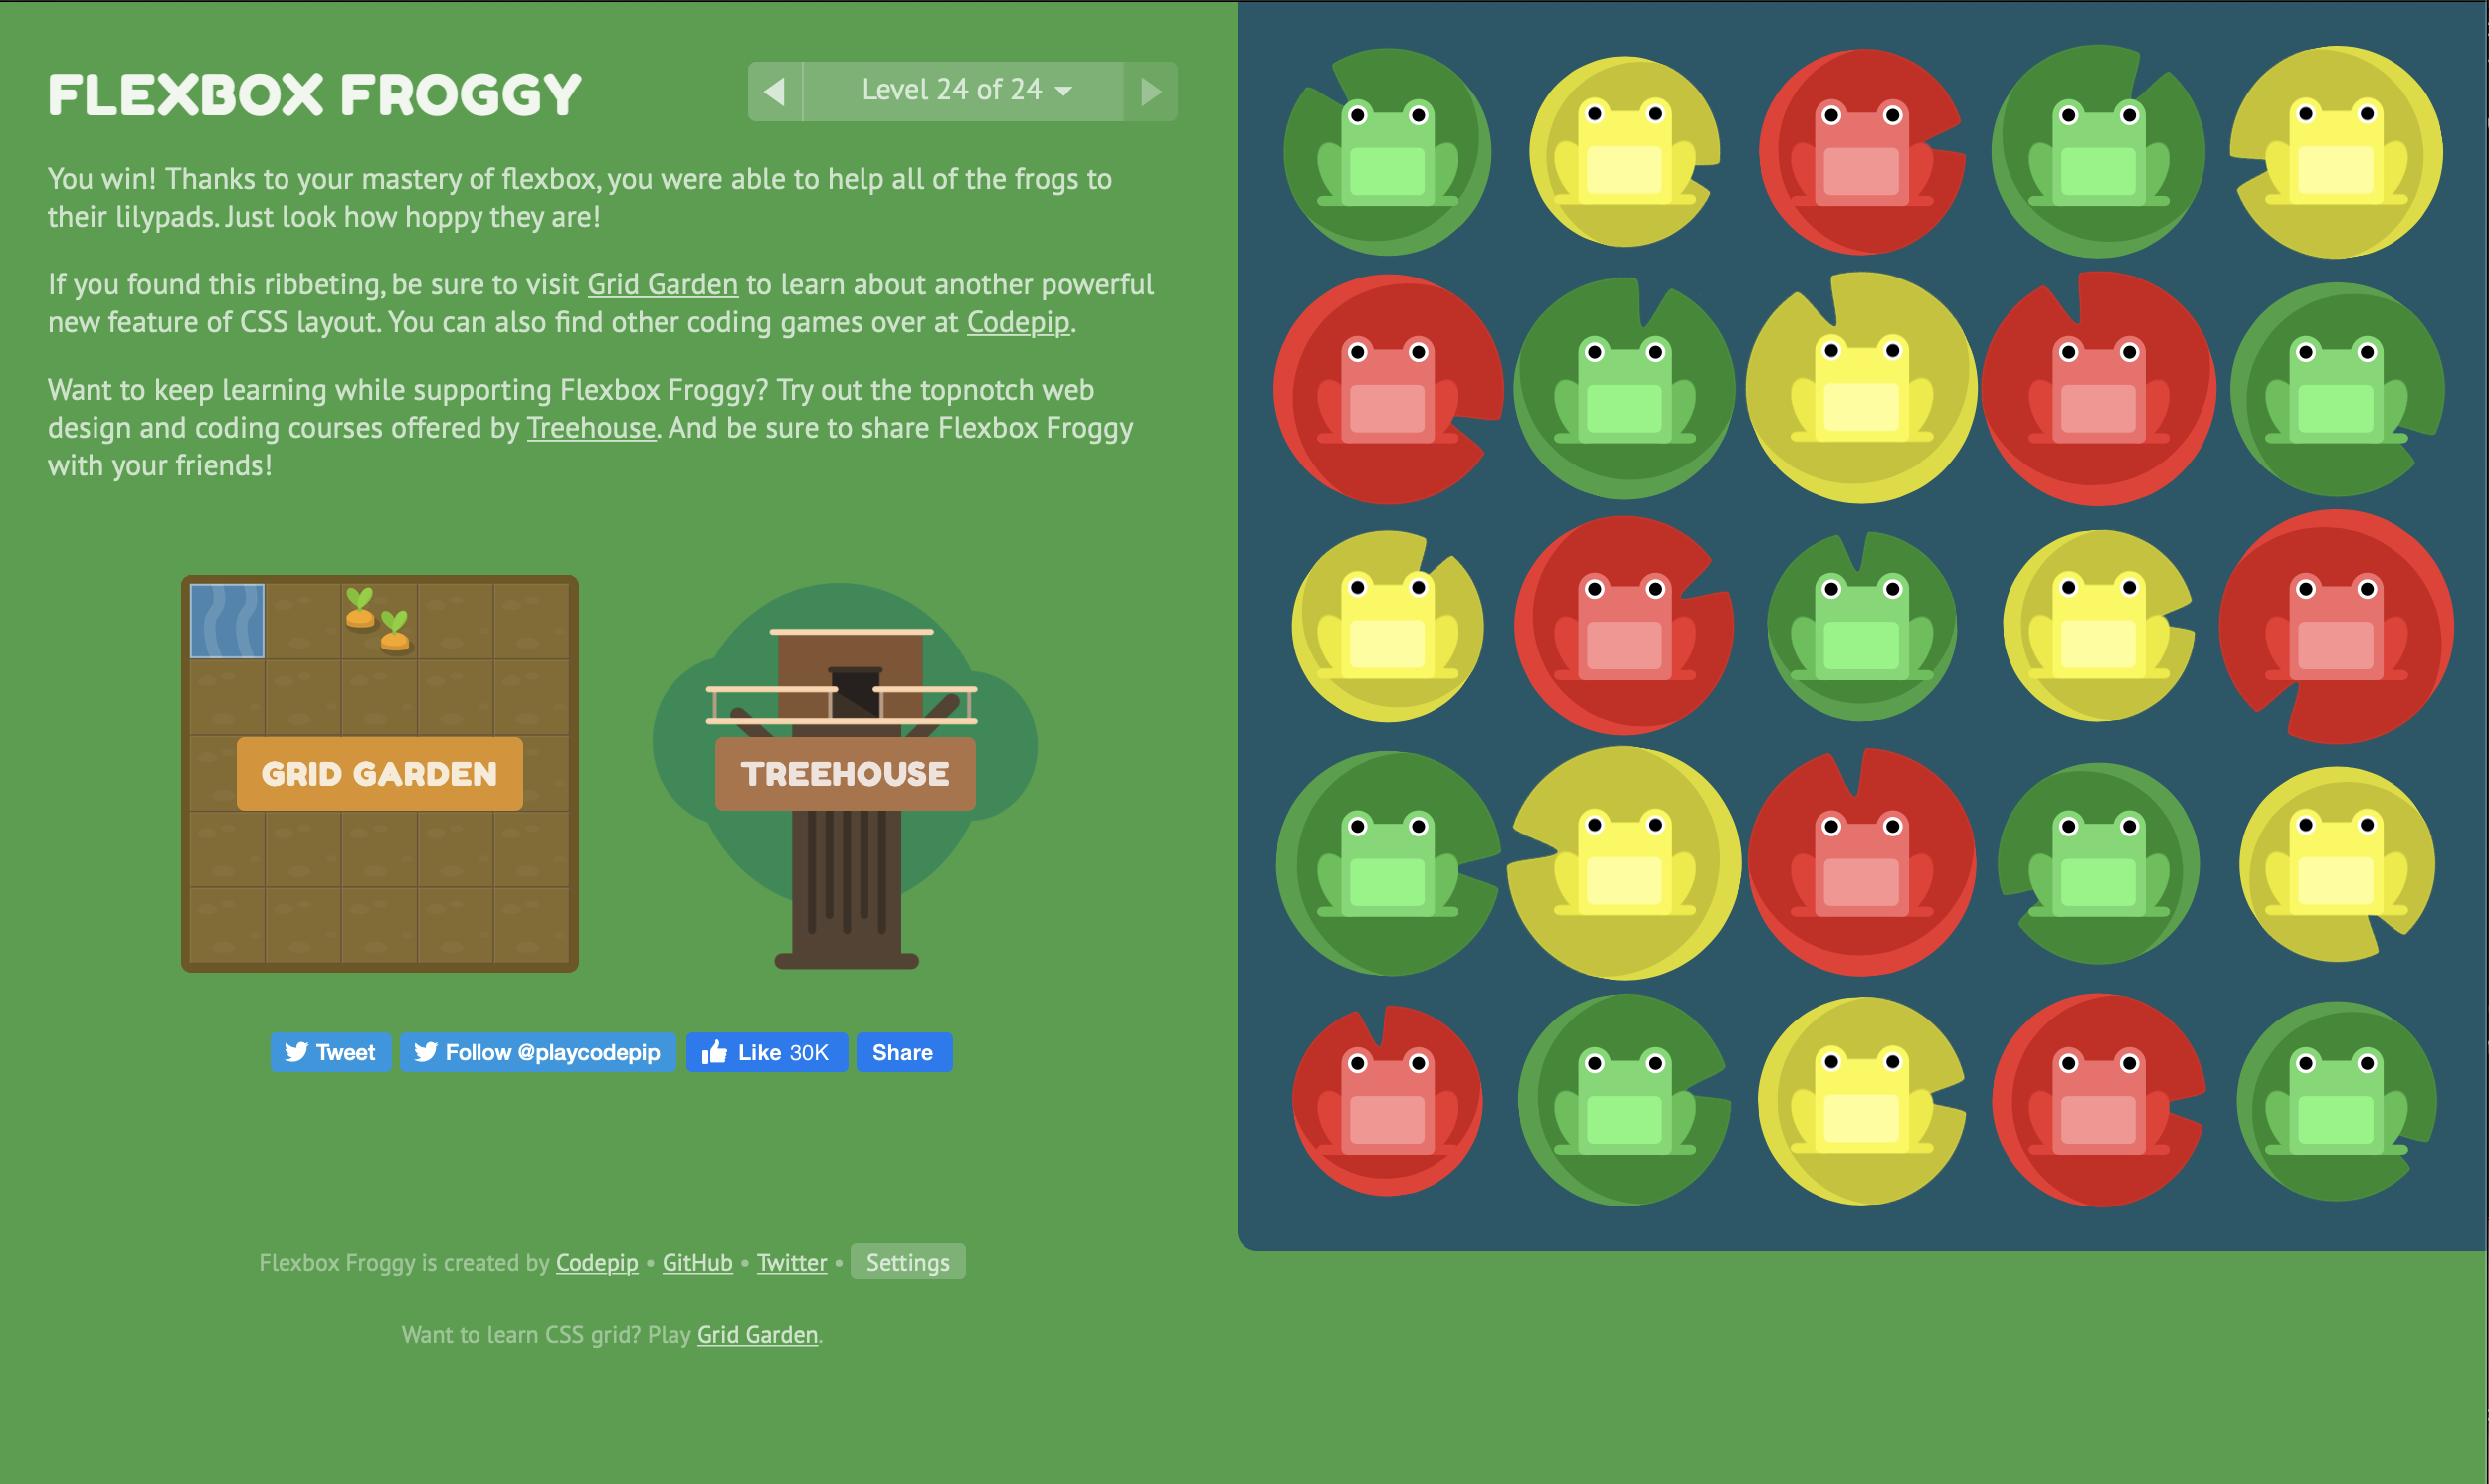 FLEXBOX FROGGY
Level 24 of 24
You win! Thanks to your mastery of flexbox, you were able to help all of the frogs to
their lilypads. Just look how hoppy they are!
If you found this ribbeting, be sure to visit Grid Garden to learn about another powerful
new feature of CSS layout. You can also find other coding games over at Codepip.
Want to keep learning while supporting Flexbox Froggy? Try out the topnotch web
design and coding courses offered by Treehouse. And be sure to share Flexbox Froggy
with your friends!
GRID GARDEN
TREEHOUSE
Tweet
Follow @playcodepip
Like 30K
Share
Flexbox Froggy is created by Codepip • GitHub • Twitter • Settings
Want to learn CSS grid? Play Grid Garden.